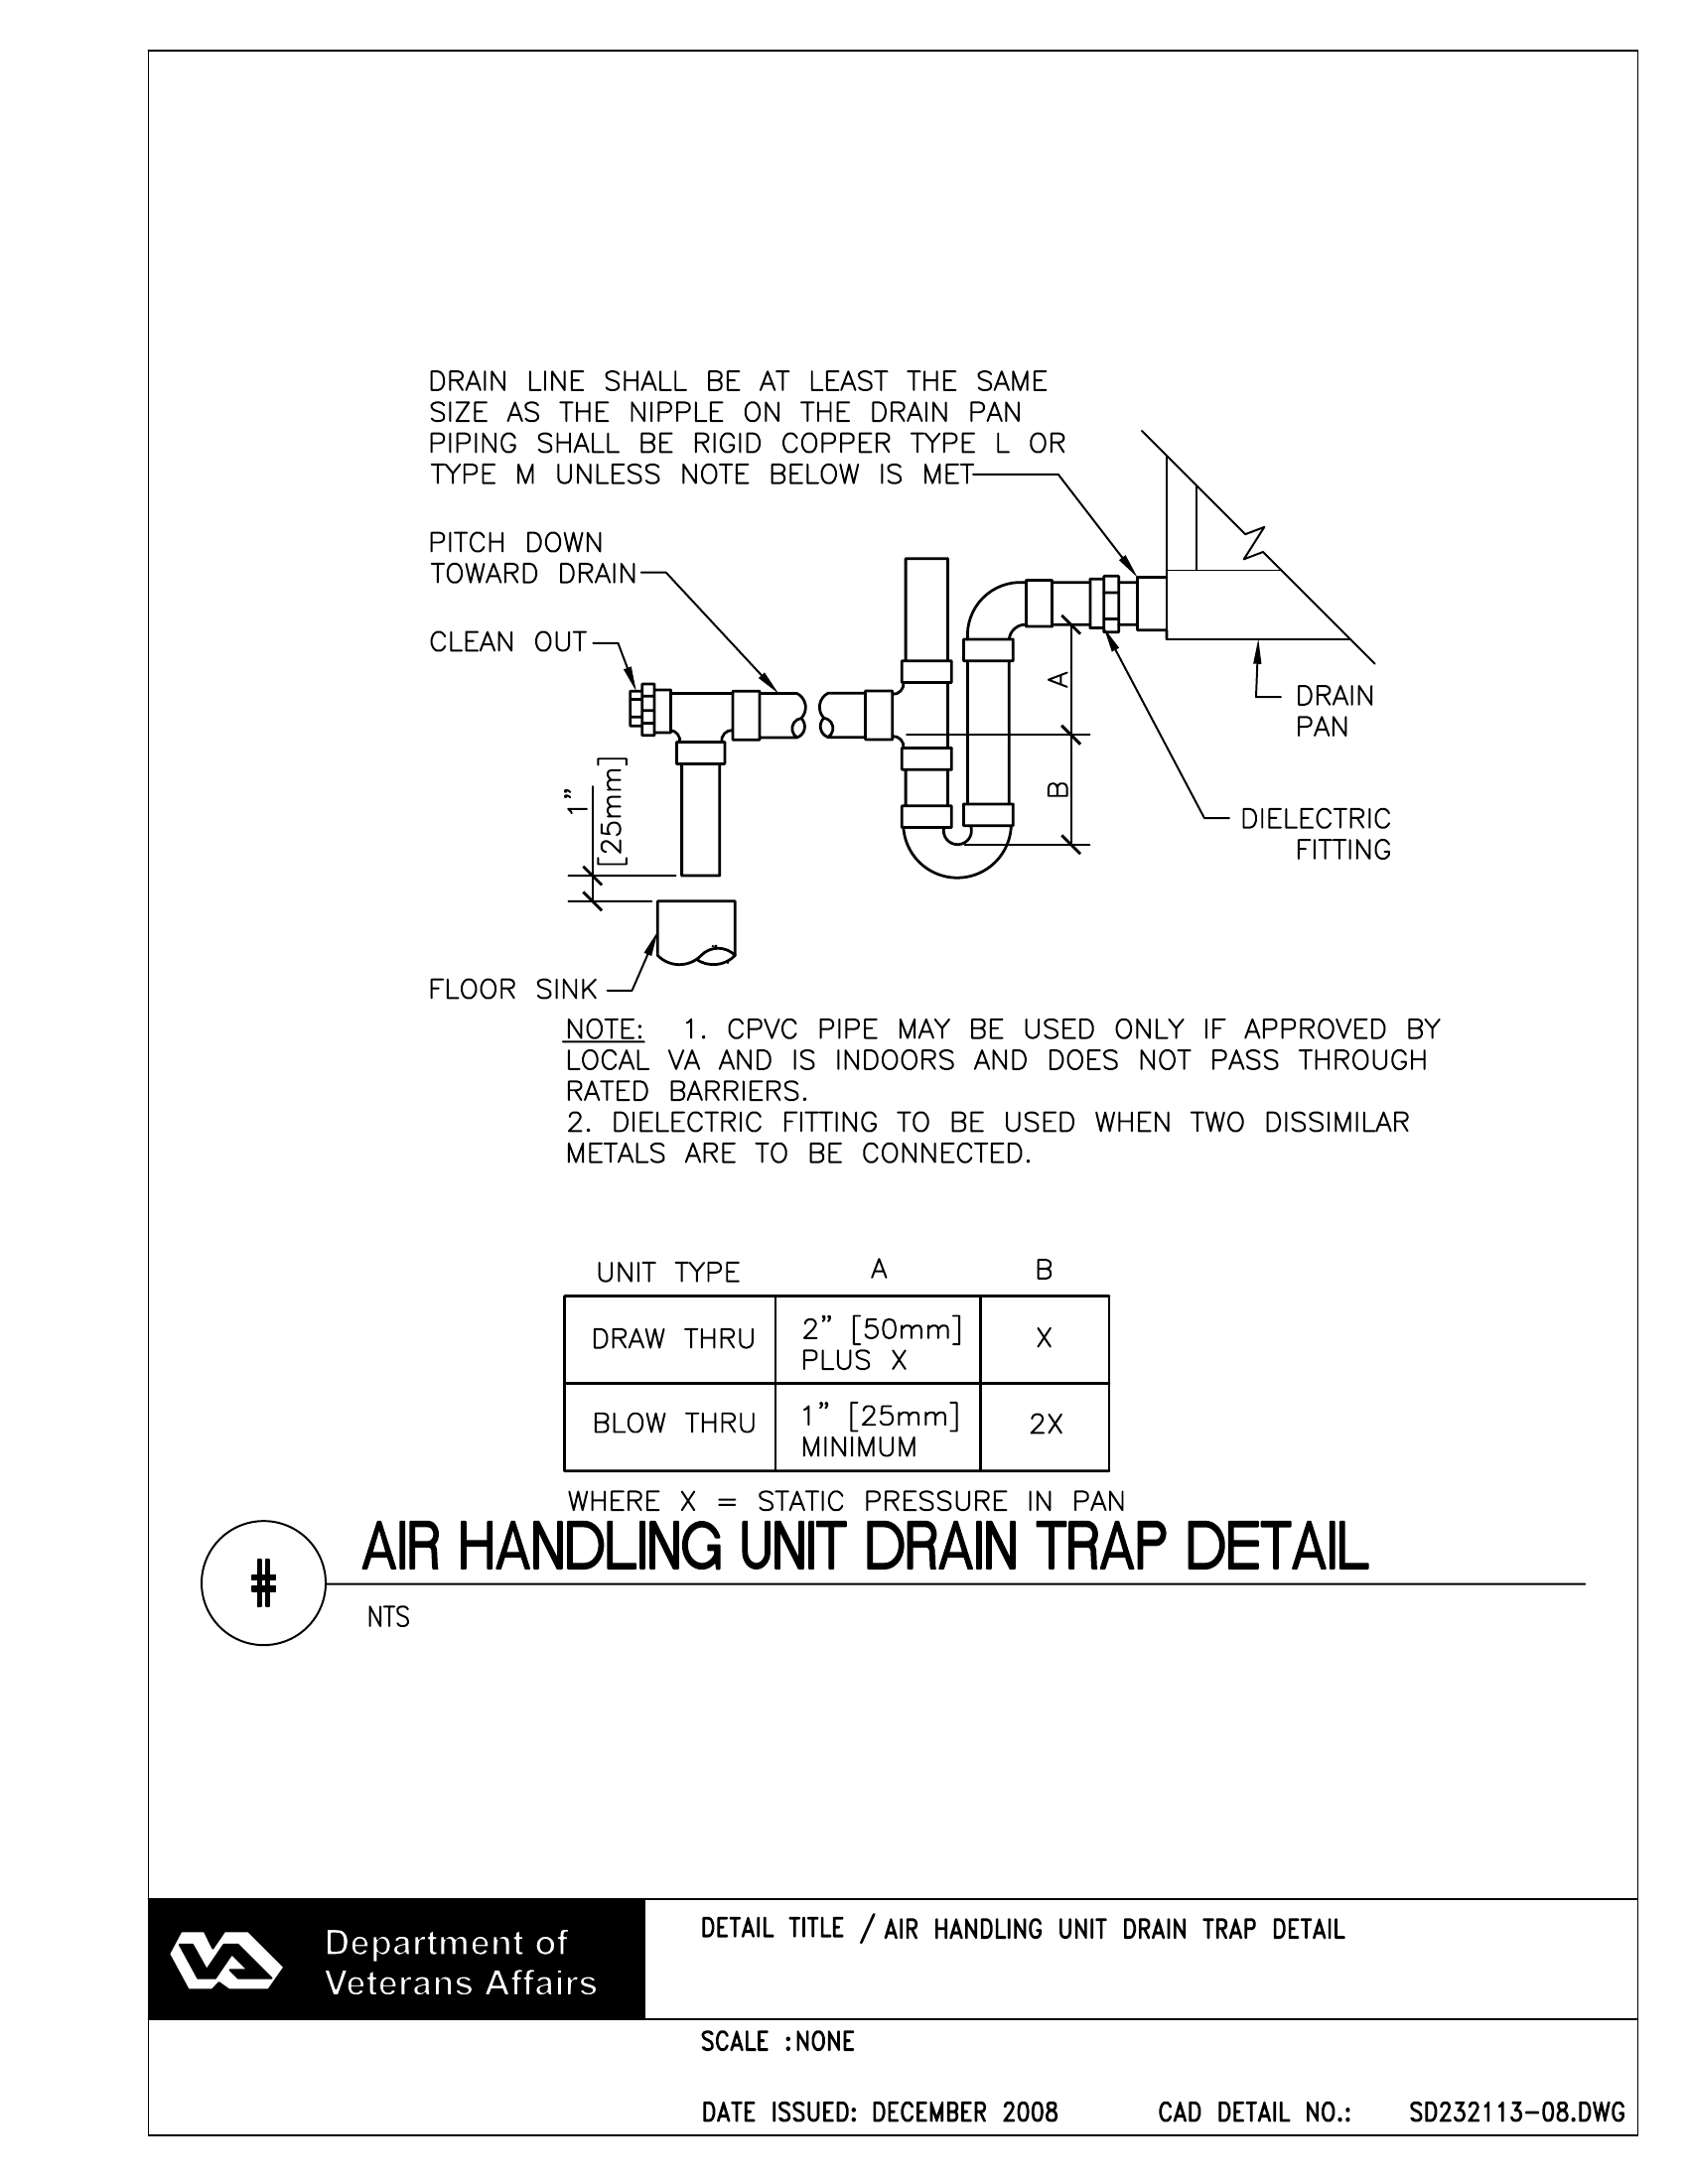 DRAIN LINE SHALL BE AT LEAST THE SAME
SIZE AS THE NIPPLE ON THE DRAIN PAN
PIPING SHALL BE RIGID COPPER TYPE L OR
TYPE M UNLESS NOTE BELOW IS MET
PITCH DOWN
TOWARD DRAIN
CLEAN OUT
A
DRAIN
PAN
B
1"
[25mm]
DIELECTRIC
FITTING
FLOOR SINK
NOTE: 1. CPVC PIPE MAY BE USED ONLY IF APPROVED BY
LOCAL VA AND IS INDOORS AND DOES NOT PASS THROUGH
RATED BARRIERS.
2. DIELECTRIC FITTING TO BE USED WHEN TWO DISSIMILAR
METALS ARE TO BE CONNECTED.
UNIT TYPE A B
DRAW THRU 2" [50mm] PLUS X X
BLOW THRU 1" [25mm] MINIMUM 2X
WHERE X = STATIC PRESSURE IN PAN
# AIR HANDLING UNIT DRAIN TRAP DETAIL
NTS
VA
Department of
Veterans Affairs
DETAIL TITLE / AIR HANDLING UNIT DRAIN TRAP DETAIL
SCALE :NONE
DATE ISSUED: DECEMBER 2008 CAD DETAIL NO.: SD232113-08.DWG